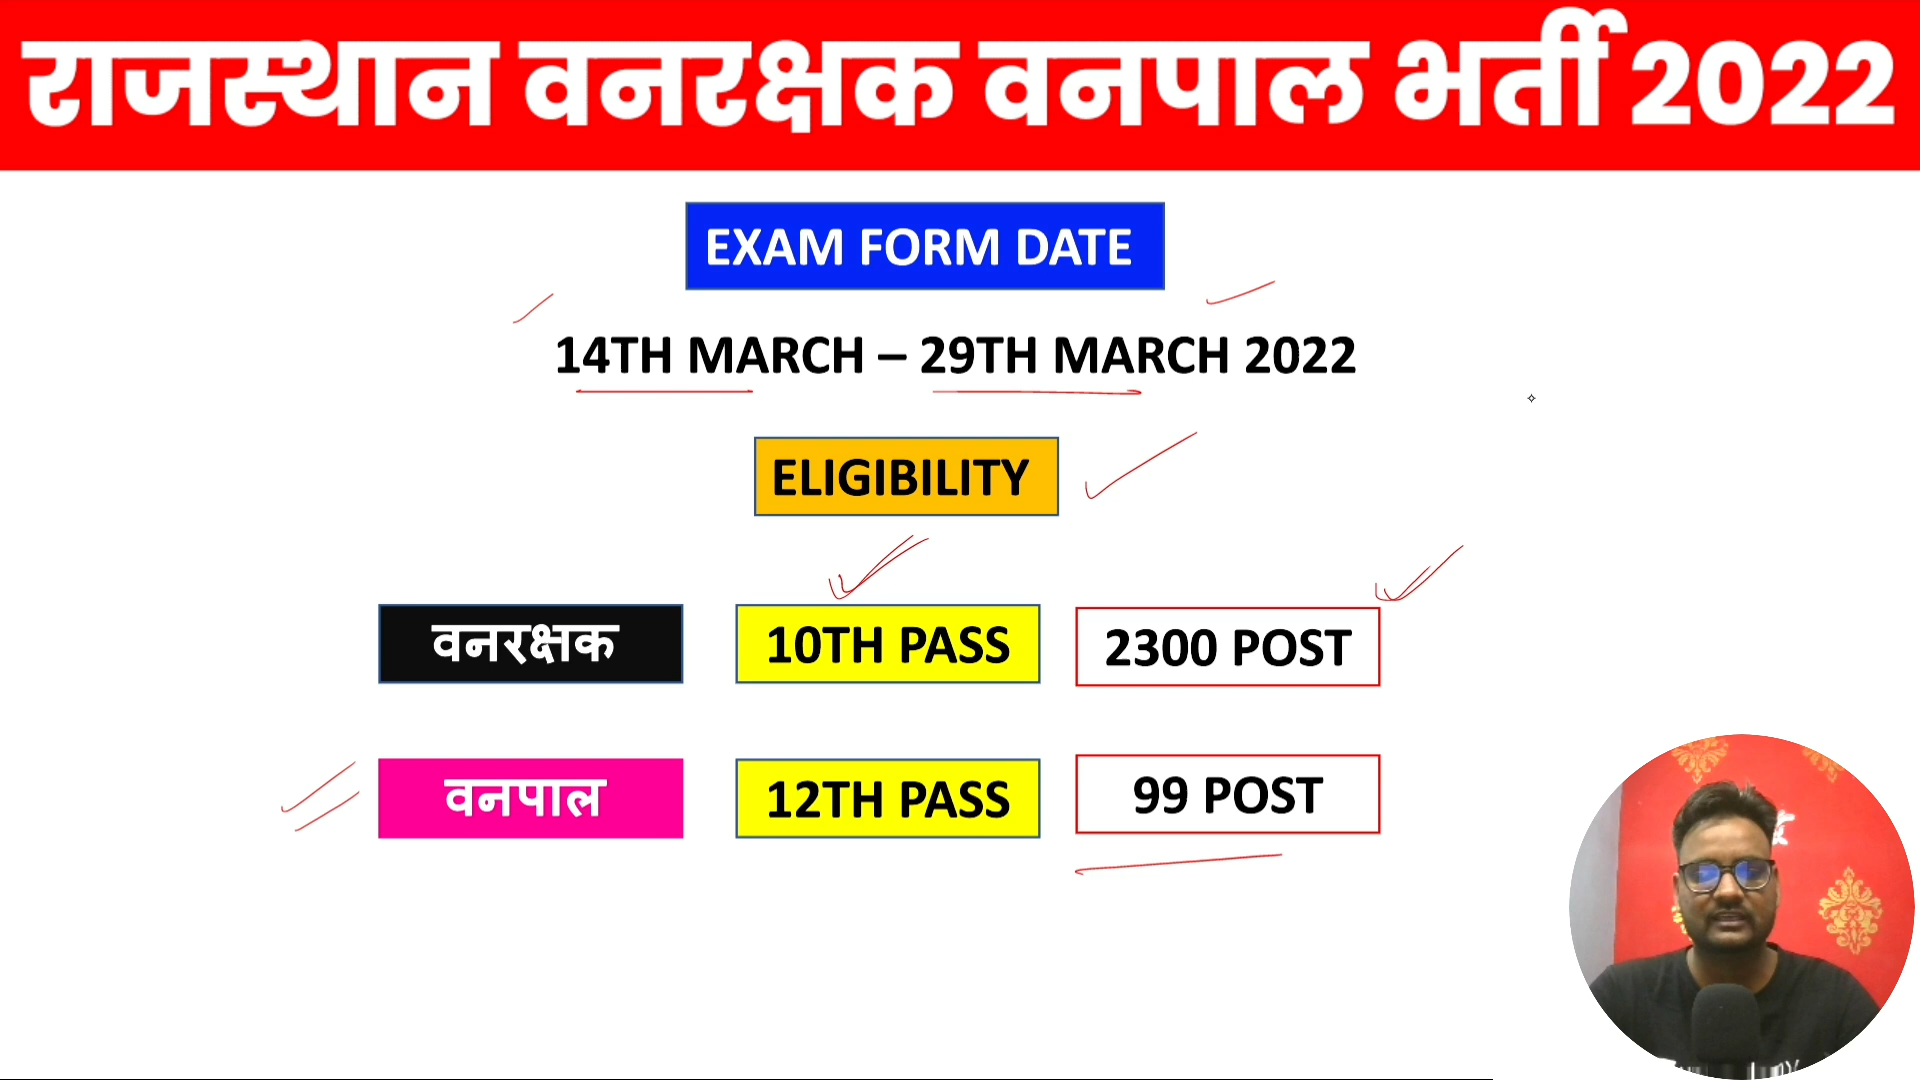 राजस्थान वनरक्षक वनपाल भर्ती 2022
EXAM FORM DATE
14TH MARCH – 29TH MARCH 2022
ELIGIBILITY
वनरक्षक 10TH PASS 2300 POST
वनपाल 12TH PASS 99 POST